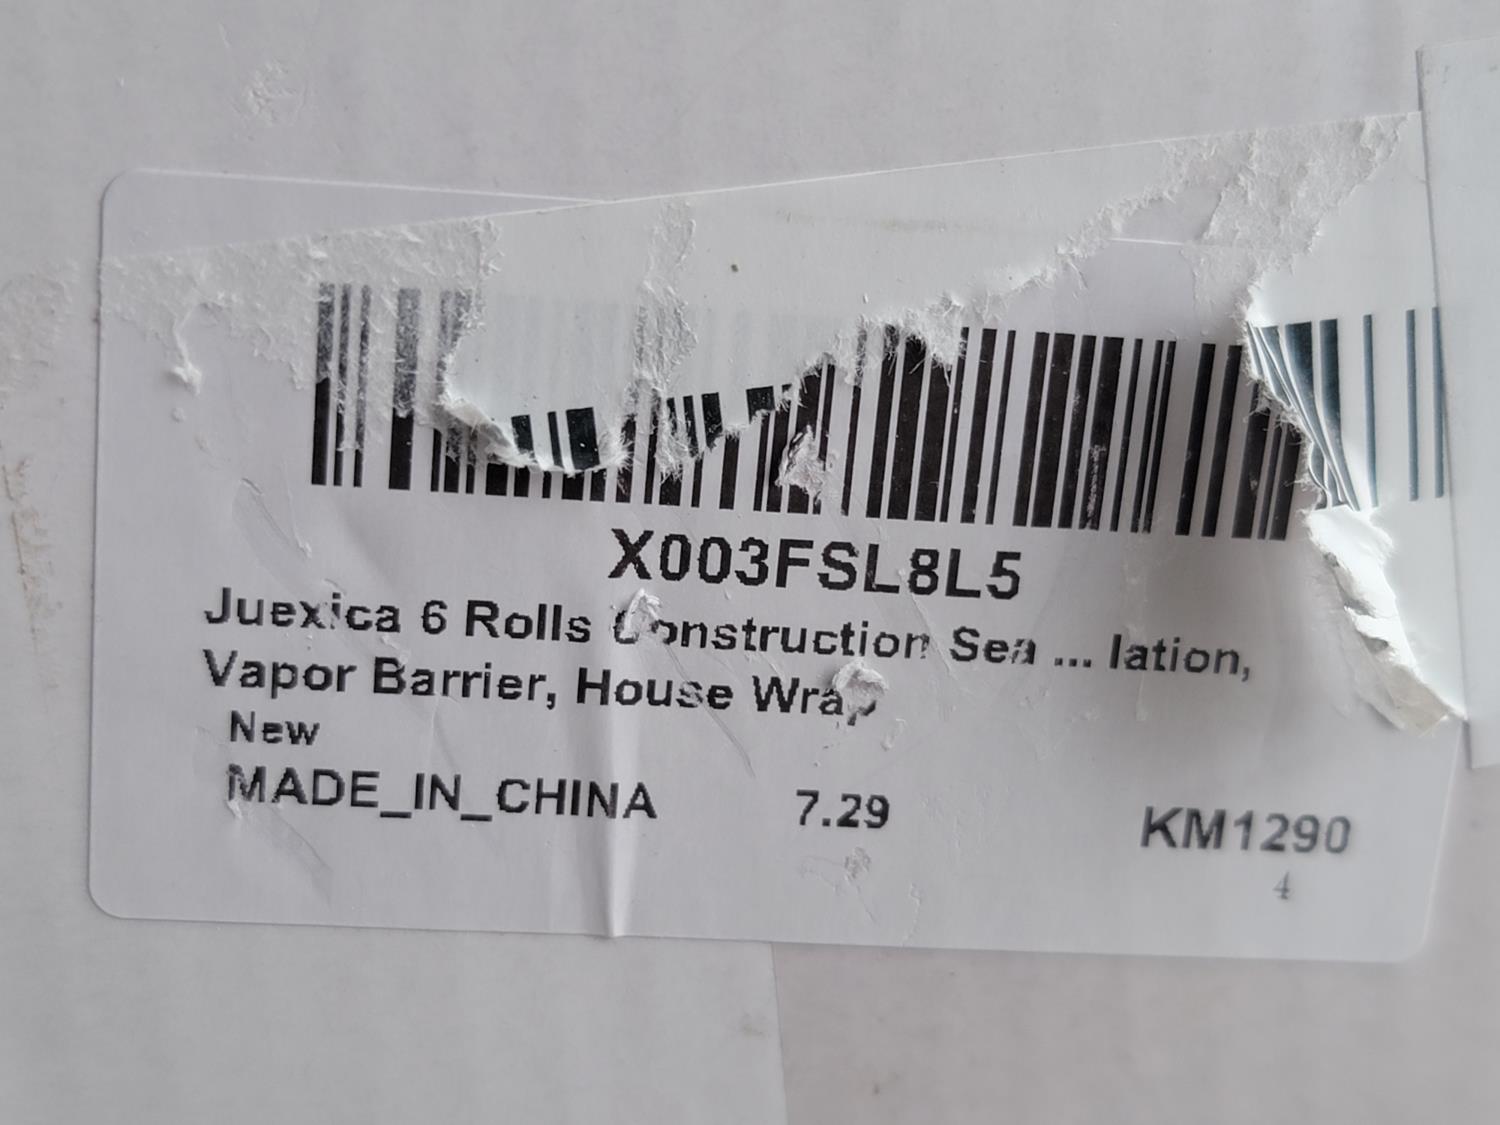 X003FSL8L5
Juexica 6 Rolls Construction Sea ... lation,
Vapor Barrier, House Wrap
New
MADE_IN_CHINA 7.29 KM1290
4